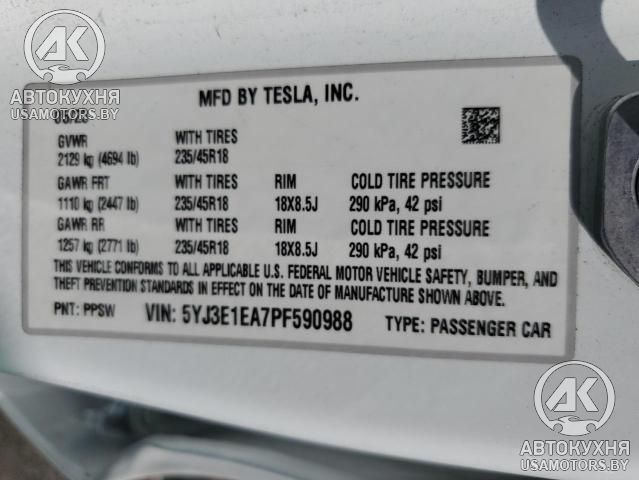 AK
АВТОКУХНЯ
USAMOTORS.BY
MFD BY TESLA, INC.
GVWR WITH TIRES
2129 kg (4694 lb) 235/45R18
GAWR FRT WITH TIRES RIM COLD TIRE PRESSURE
1110 kg (2447 lb) 235/45R18 18X8.5J 290 kPa, 42 psi
GAWR RR WITH TIRES RIM COLD TIRE PRESSURE
1257 kg (2771 lb) 235/45R18 18X8.5J 290 kPa, 42 psi
THIS VEHICLE CONFORMS TO ALL APPLICABLE U.S. FEDERAL MOTOR VEHICLE SAFETY, BUMPER, AND
THEFT PREVENTION STANDARDS IN EFFECT ON THE DATE OF MANUFACTURE SHOWN ABOVE.
PNT: PPSW VIN: 5YJ3E1EA7PF590988 TYPE: PASSENGER CAR
AK
АВТОКУХНЯ
USAMOTORS.BY